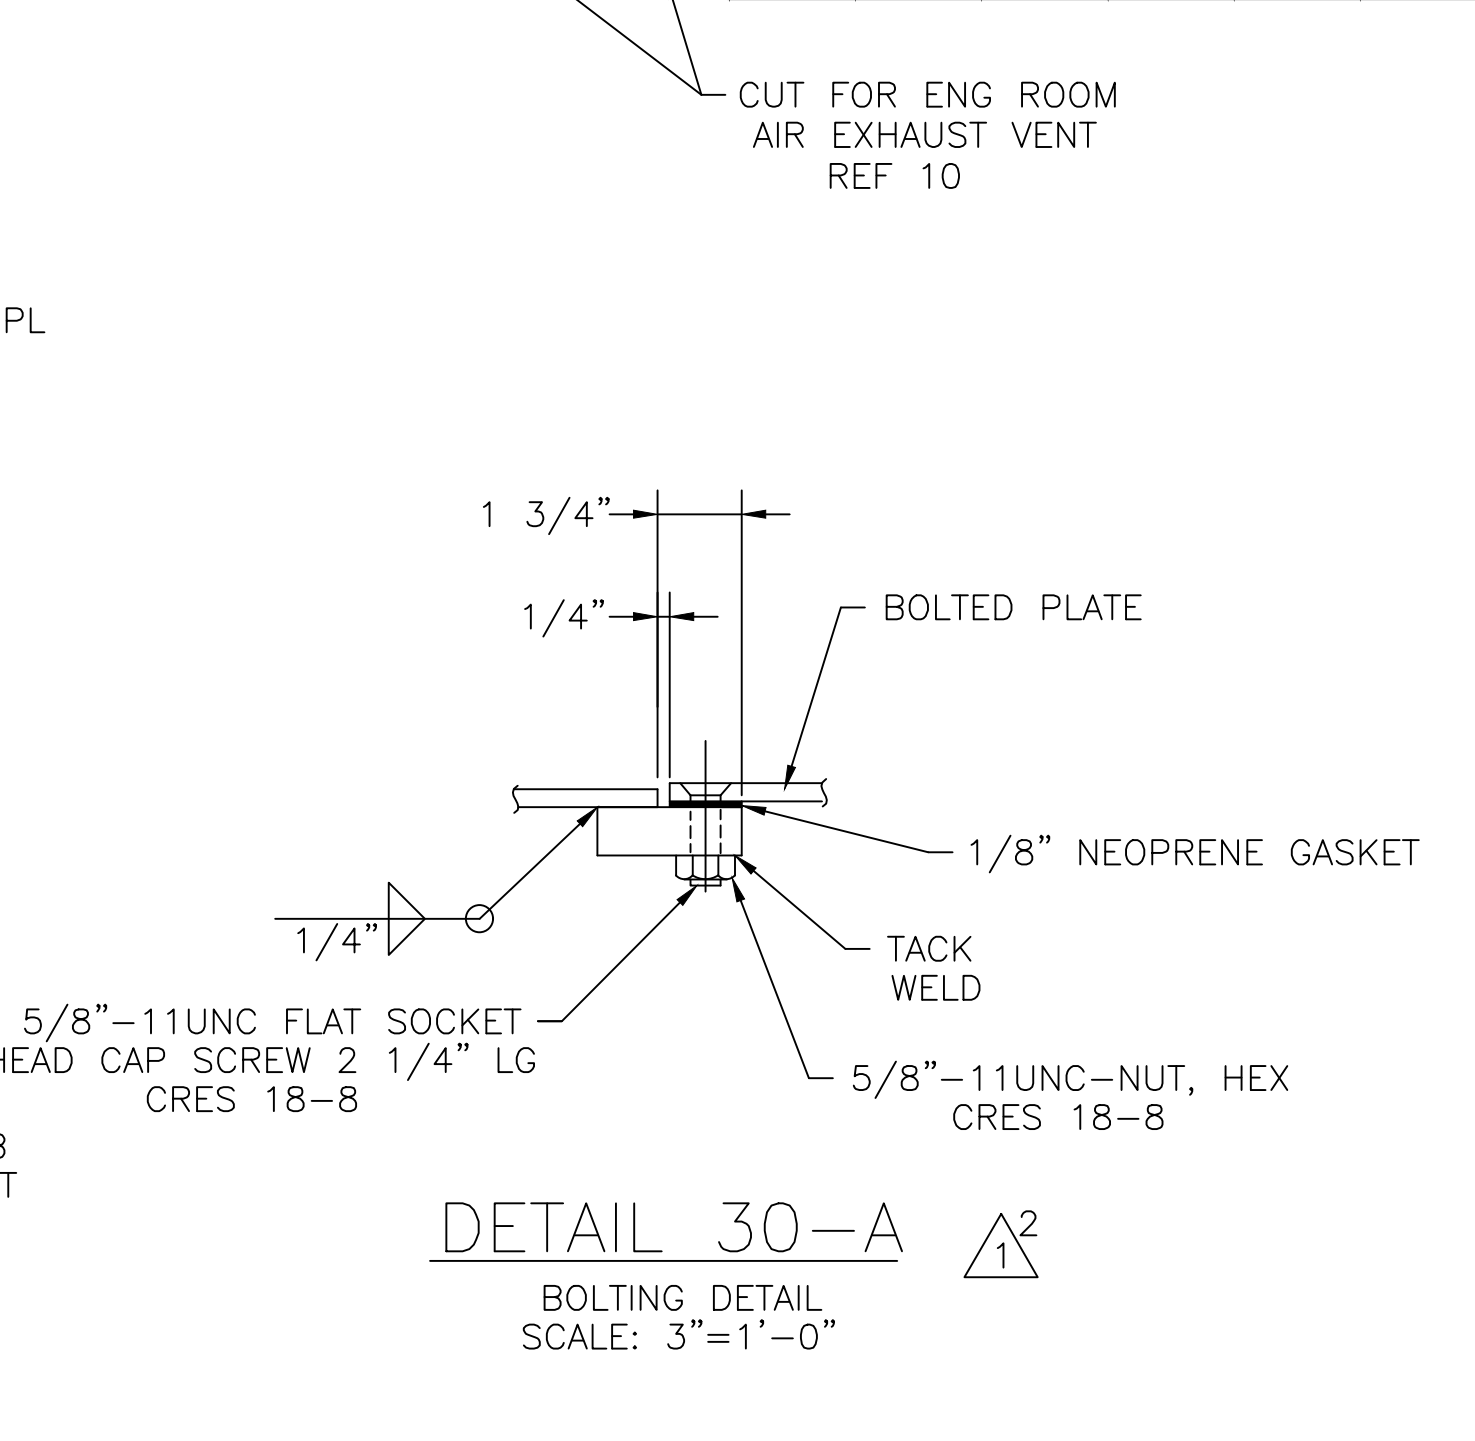 CUT FOR ENG ROOM
AIR EXHAUST VENT
REF 10
PL
1 3/4”
1/4”
BOLTED PLATE
1/8” NEOPRENE GASKET
1/4”
TACK
WELD
5/8”-11UNC FLAT SOCKET
HEAD CAP SCREW 2 1/4” LG
CRES 18-8
5/8”-11UNC-NUT, HEX
CRES 18-8
T
DETAIL 30-A
2
1
BOLTING DETAIL
SCALE: 3”=1’-0”